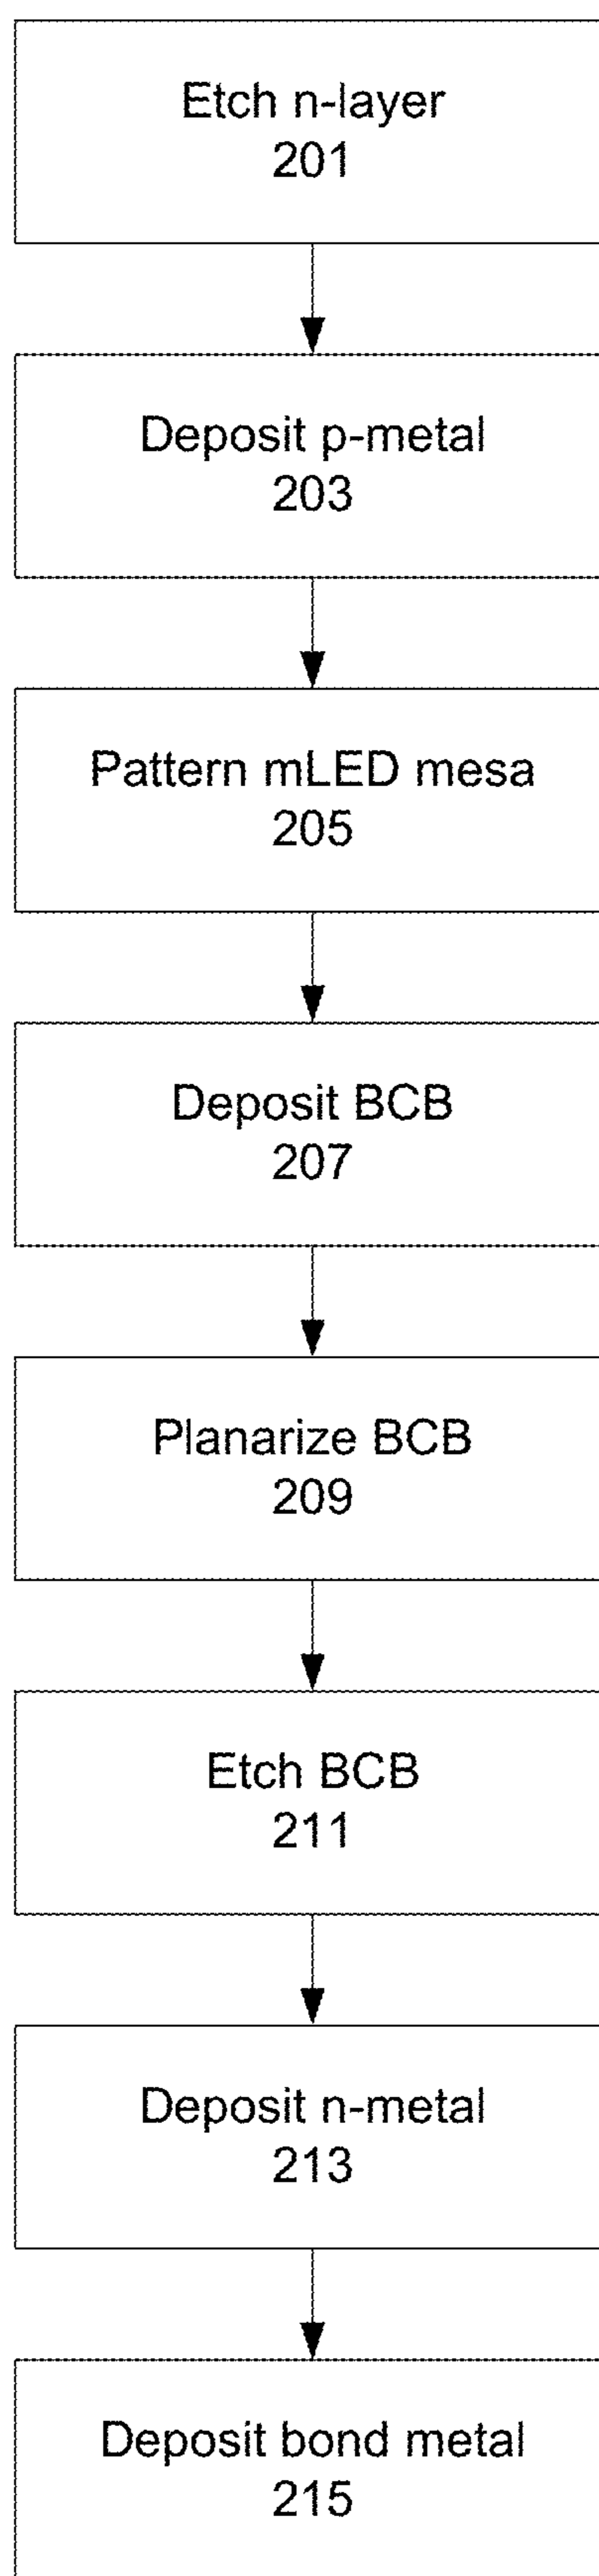 Etch n-layer
201
Deposit p-metal
203
Pattern mLED mesa
205
Deposit BCB
207
Planarize BCB
209
Etch BCB
211
Deposit n-metal
213
Deposit bond metal
215